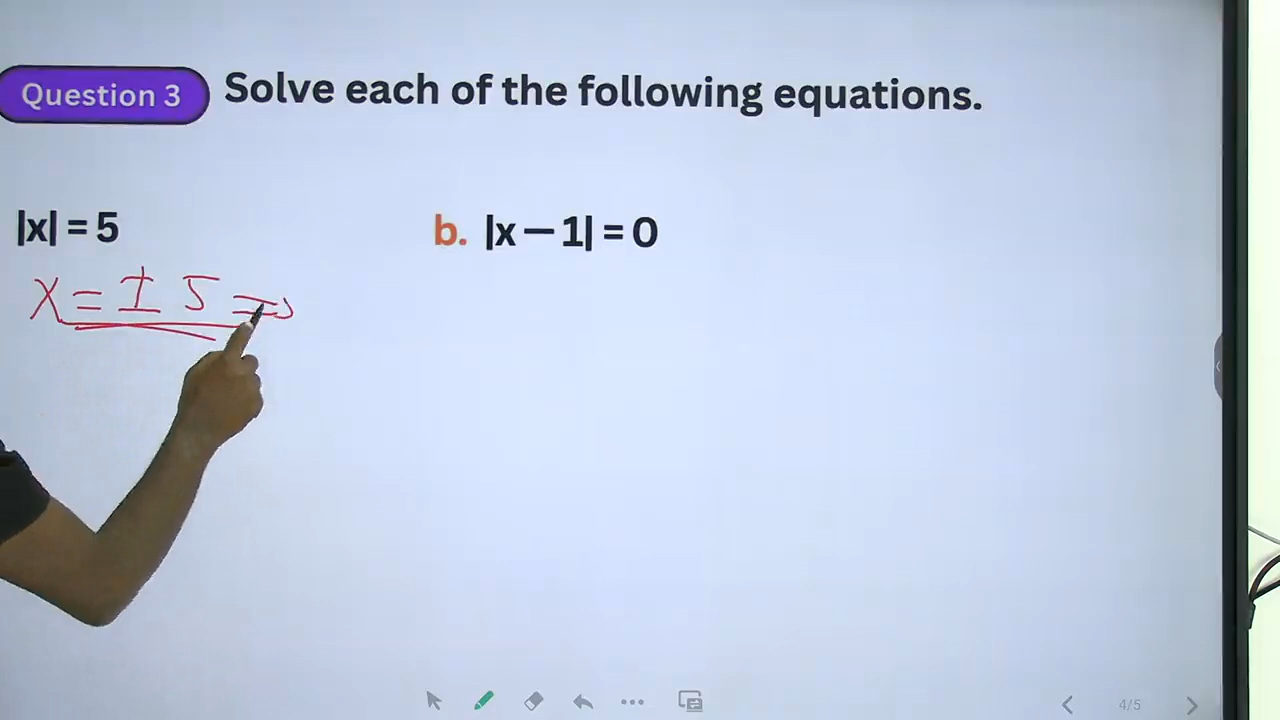 Question 3 Solve each of the following equations.
|x| = 5
b. |x – 1| = 0
x = ± 5 ⇒
4/5